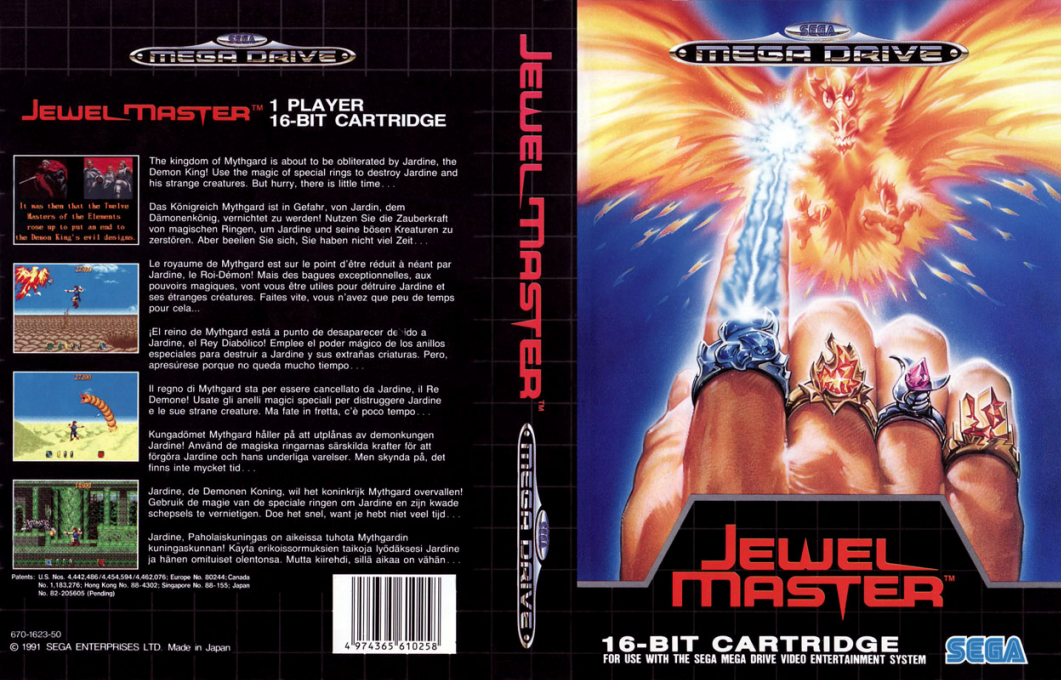 SEGA
MEGA DRIVE
JEWEL MASTER™
1 PLAYER
16-BIT CARTRIDGE
The kingdom of Mythgard is about to be obliterated by Jardine, the
Demon King! Use the magic of special rings to destroy Jardine and
his strange creatures. But hurry, there is little time...
Das Königreich Mythgard ist in Gefahr, von Jardin, dem
Dämonenkönig, vernichtet zu werden! Nutzen Sie die Zauberkraft
von magischen Ringen, um Jardine und seine bösen Kreaturen zu
zerstören. Aber beeilen Sie sich, Sie haben nicht viel Zeit...
Le royaume de Mythgard est sur le point d'être réduit à néant par
Jardine, le Roi-Démon! Mais des bagues exceptionnelles, aux
pouvoirs magiques, vont vous être utiles pour détruire Jardine et
ses étranges créatures. Faites vite, vous n'avez que peu de temps
pour cela...
¡El reino de Mythgard está a punto de desaparecer debido a
Jardine, el Rey Diabólico! Emplee el poder mágico de los anillos
especiales para destruir a Jardine y sus extrañas criaturas. Pero,
apresúrese porque no queda mucho tiempo...
Il regno di Mythgard sta per essere cancellato da Jardine, il Re
Demone! Usate gli anelli magici speciali per distruggere Jardine
e le sue strane creature. Ma fate in fretta, c'è poco tempo...
Kungadömet Mythgard håller på att utplånas av demonkungen
Jardine! Använd de magiska ringarnas särskilda krafter för att
förgöra Jardine och hans underliga varelser. Men skynda på, det
finns inte mycket tid...
Jardine, de Demonen Koning, wil het koninkrijk Mythgard overvallen!
Gebruik de magie van de speciale ringen om Jardine en zijn kwade
schepsels te vernietigen. Doe het snel, want je hebt niet veel tijd...
Jardine, Paholaiskuningas on aikeissa tuhota Mythgardin
kuningaskunnan! Käytä erikoissormuksien taikoja lyödäksesi Jardine
ja hänen omituiset olentonsa. Mutta kiirehdi, sillä aikaa on vähän...
It was then that the Twelve
Masters of the Elements
rose up to put an end to
the Demon King's evil designs.
Patents: U.S. Nos. 4,442,486/4,454,594/4,462,076; Europe No. 80244; Canada
No. 1,183,276; Hong Kong No. 88-4302; Singapore No. 88-155; Japan
No. 82-205605 (Pending)
670-1623-50
© 1991 SEGA ENTERPRISES LTD. Made in Japan
4 974365 610258
JEWEL MASTER™
SEGA
MEGA DRIVE
SEGA
MEGA DRIVE
JEWEL
MASTER™
16-BIT CARTRIDGE
FOR USE WITH THE SEGA MEGA DRIVE VIDEO ENTERTAINMENT SYSTEM
SEGA